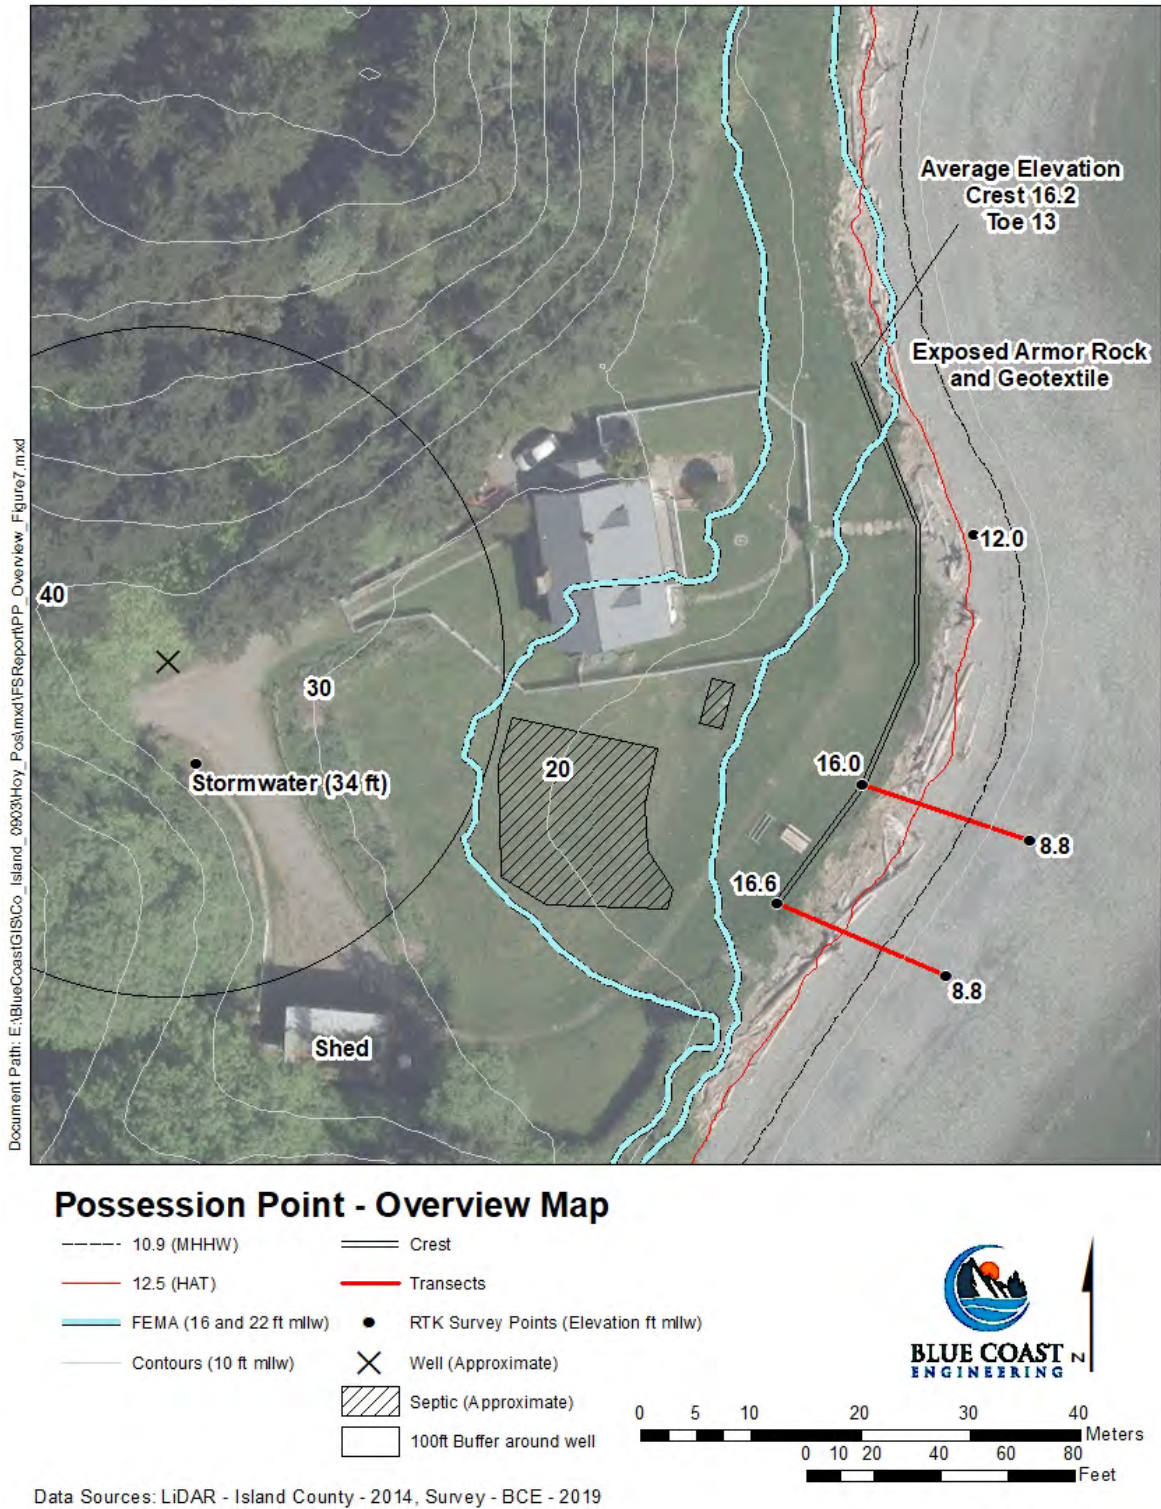 Average Elevation
Crest 16.2
Toe 13
Exposed Armor Rock
and Geotextile
12.0
40
30
Stormwater (34 ft)
20
16.0
8.8
16.6
8.8
Shed
Document Path: E:\BlueCoastGIS\Co_Island_0903\Hoy_Pos\mxd\FSReport\PP_Overview_Figure7.mxd
Possession Point - Overview Map
10.9 (MHHW)
Crest
12.5 (HAT)
Transects
FEMA (16 and 22 ft mllw)
RTK Survey Points (Elevation ft mllw)
Contours (10 ft mllw)
Well (Approximate)
Septic (Approximate)
100ft Buffer around well
BLUE COAST
ENGINEERING
N
0 5 10 20 30 40
Meters
0 10 20 40 60 80
Feet
Data Sources: LiDAR - Island County - 2014, Survey - BCE - 2019